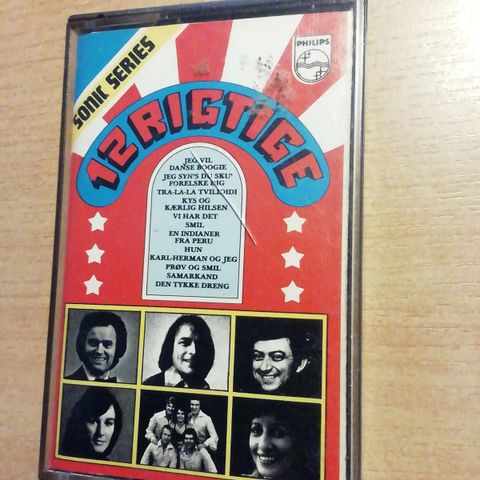 SONIC SERIES
PHILIPS
12 RIGTIGE
JEG VIL
DANSE BOOGIE
JEG SYN'S DU SKU'
FORELSKE DIG
TRA-LA-LA TVILIDIDI
KYS OG
KÆRLIG HILSEN
VI HAR DET
SMIL
EN INDIANER
FRA PERU
HUN
KARL-HERMAN OG JEG
PRØV OG SMIL
SAMARKAND
DEN TYKKE DRENG